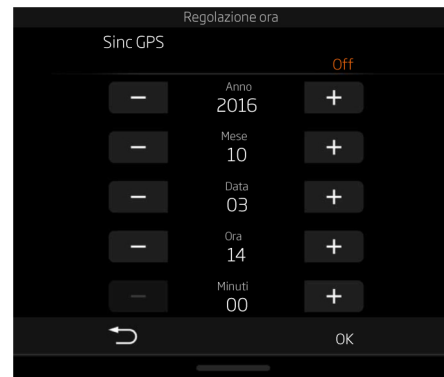 Regolazione ora
Sinc GPS
Off
Anno
2016
Mese
10
Data
03
Ora
14
Minuti
00
OK